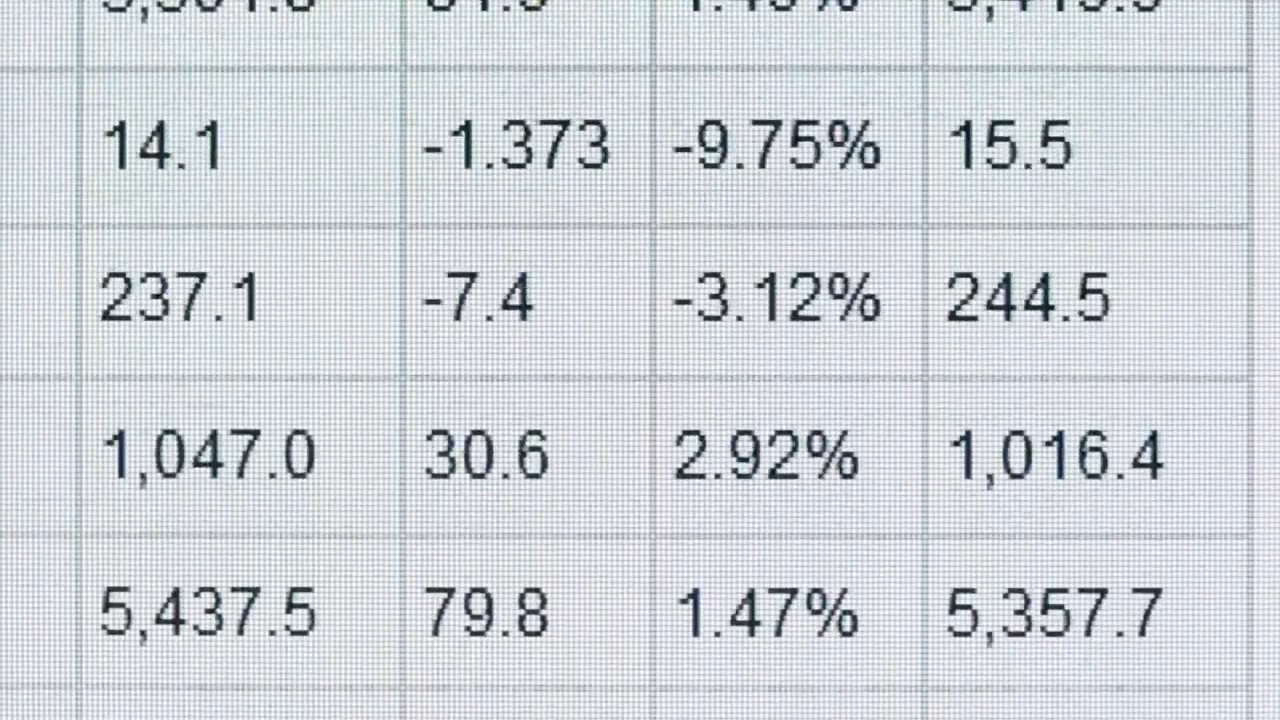 14.1 -1.373 -9.75% 15.5
237.1 -7.4 -3.12% 244.5
1,047.0 30.6 2.92% 1,016.4
5,437.5 79.8 1.47% 5,357.7